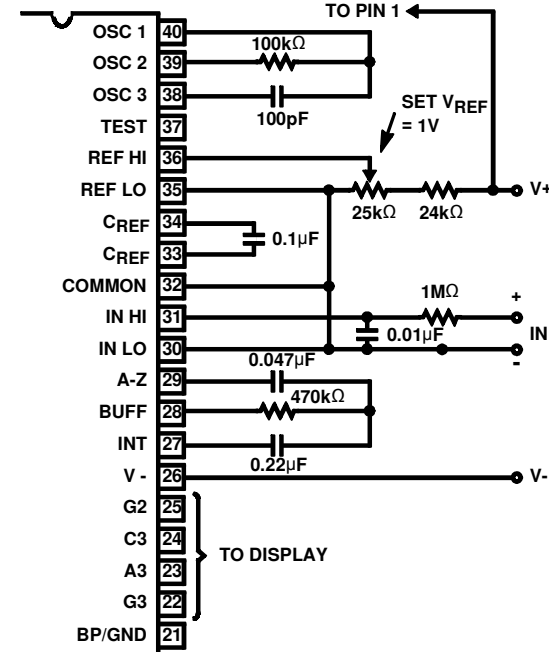 TO PIN 1
OSC 1 40
100kΩ
OSC 2 39
OSC 3 38
100pF
SET VREF
= 1V
TEST 37
REF HI 36
REF LO 35
V+
25kΩ 24kΩ
CREF 34
0.1µF
CREF 33
COMMON 32
1MΩ
+
IN HI 31
0.01µF
IN
IN LO 30
-
0.047µF
A-Z 29
470kΩ
BUFF 28
INT 27
0.22µF
V - 26
V-
G2 25
C3 24
TO DISPLAY
A3 23
G3 22
BP/GND 21